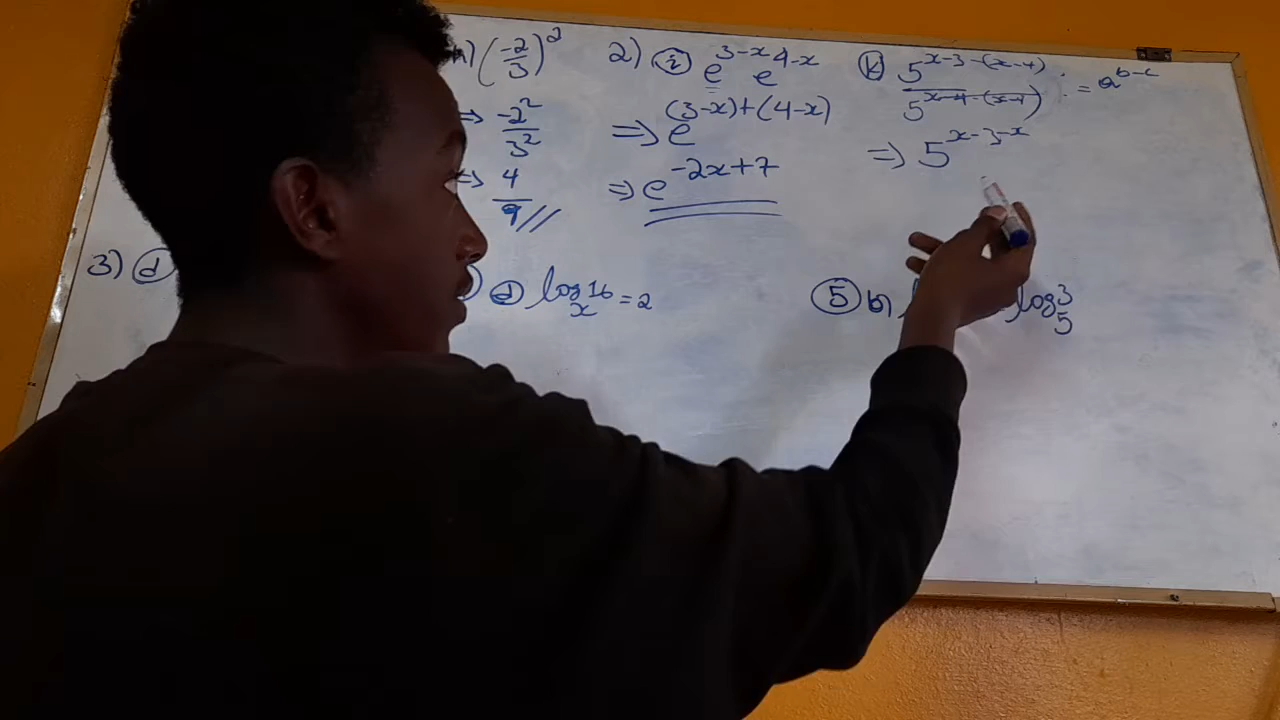 (-2/3)^2
⇒ -2^2/3^2
⇒ 4/9 //
2) (i) e^3-x e^4-x
⇒ e^(3-x)+(4-x)
⇒ e^-2x+7
(k) 5^x-3-(x-4) / 5^x-4-(x-4) = a^b-c
⇒ 5^x-3-x
3) (d)
(d) log_x 16 = 2
(5) b) log_5 3